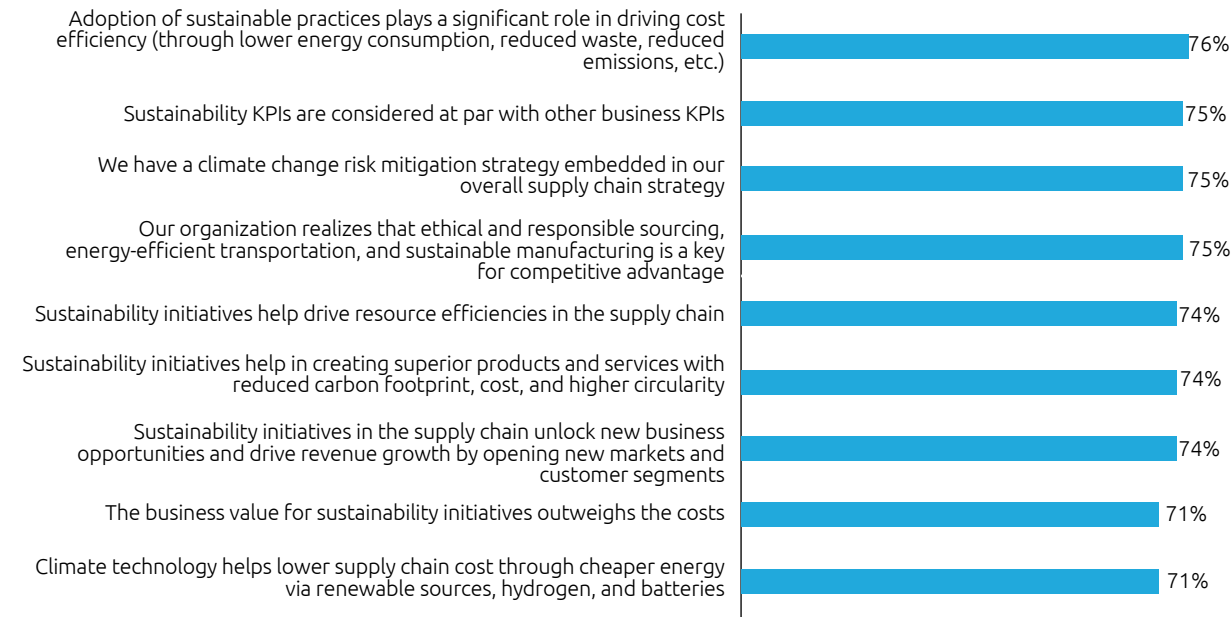 Adoption of sustainable practices plays a significant role in driving cost
efficiency (through lower energy consumption, reduced waste, reduced
emissions, etc.)
76%
Sustainability KPIs are considered at par with other business KPIs
75%
We have a climate change risk mitigation strategy embedded in our
overall supply chain strategy
75%
Our organization realizes that ethical and responsible sourcing,
energy-efficient transportation, and sustainable manufacturing is a key
for competitive advantage
75%
Sustainability initiatives help drive resource efficiencies in the supply chain
74%
Sustainability initiatives help in creating superior products and services with
reduced carbon footprint, cost, and higher circularity
74%
Sustainability initiatives in the supply chain unlock new business
opportunities and drive revenue growth by opening new markets and
customer segments
74%
The business value for sustainability initiatives outweighs the costs
71%
Climate technology helps lower supply chain cost through cheaper energy
via renewable sources, hydrogen, and batteries
71%